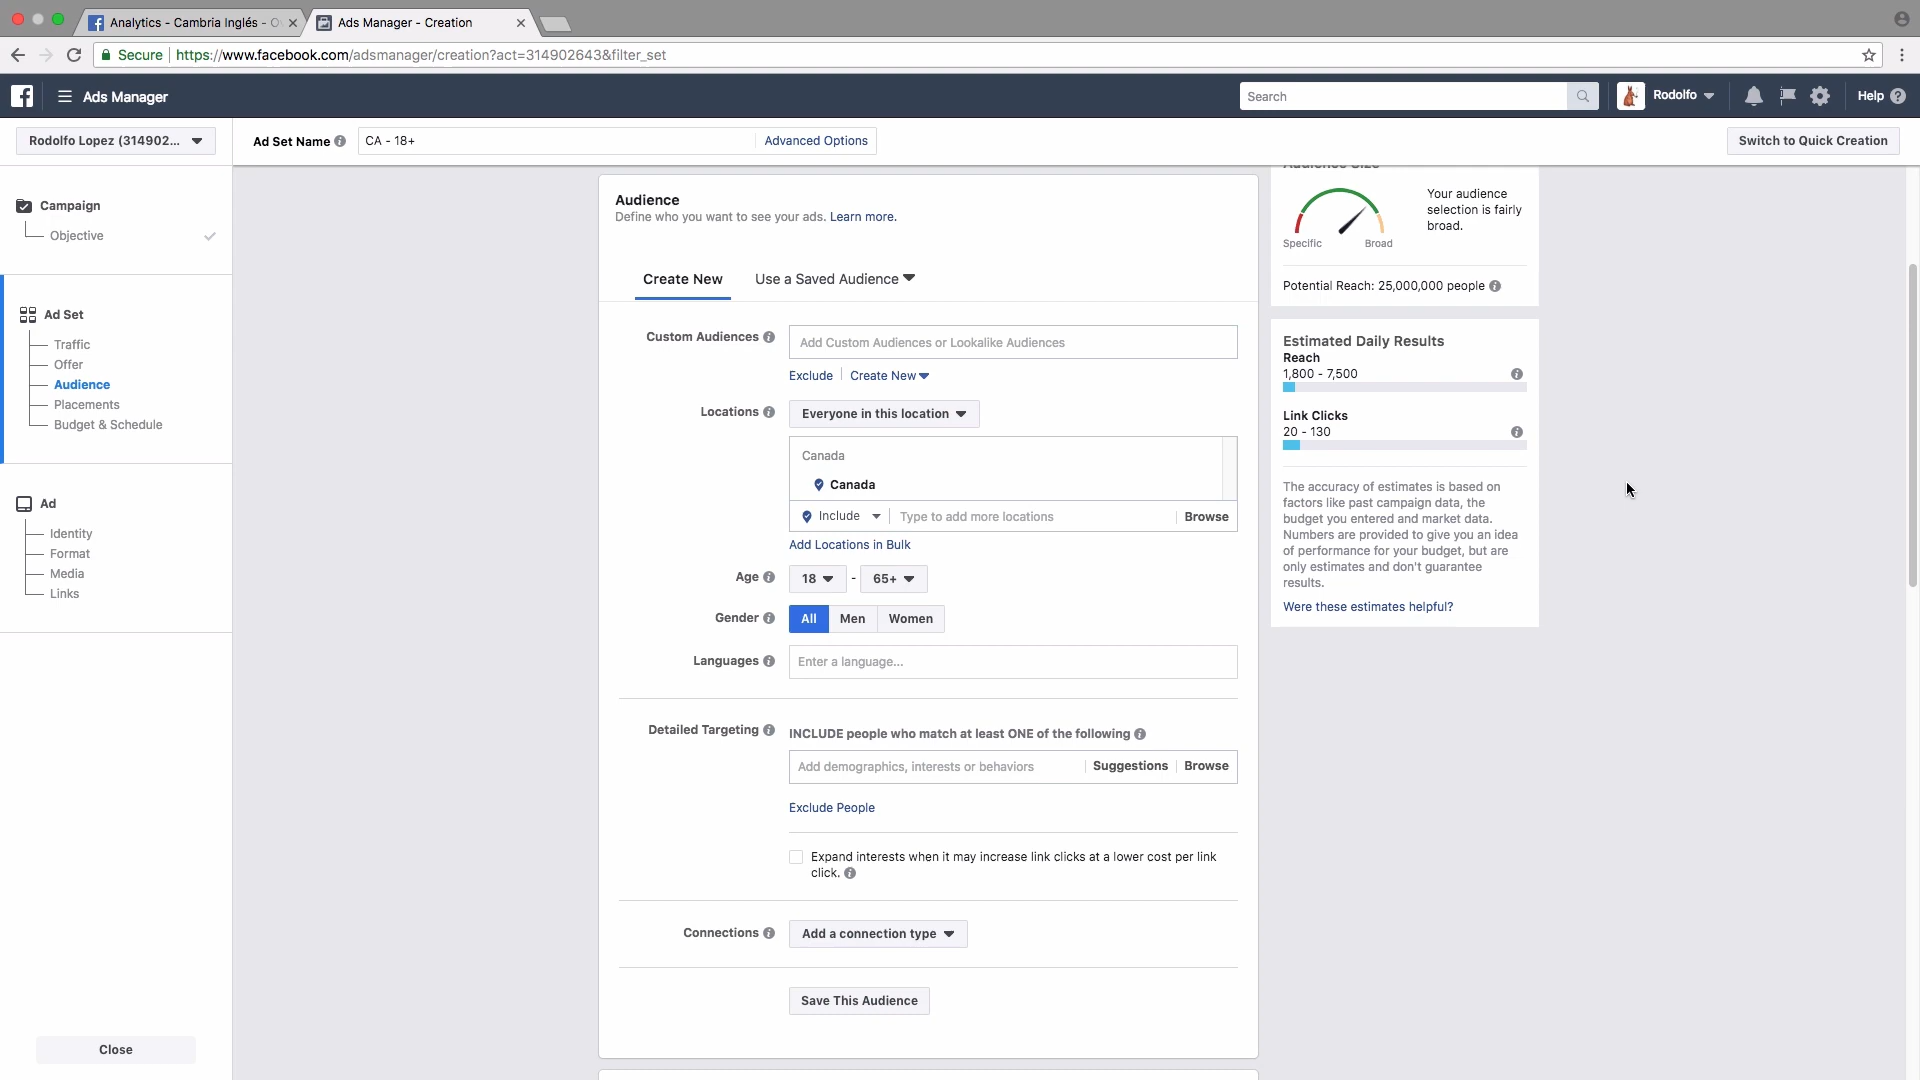 Analytics - Cambria Inglés - O
Ads Manager - Creation
Secure
https://www.facebook.com/adsmanager/creation?act=314902643&filter_set
Ads Manager
Search
Rodolfo
Help
Rodolfo Lopez (314902...
Ad Set Name
CA - 18+
Advanced Options
Switch to Quick Creation
Campaign
Objective
Ad Set
Traffic
Offer
Audience
Placements
Budget & Schedule
Ad
Identity
Format
Media
Links
Close
Audience
Define who you want to see your ads. Learn more.
Create New
Use a Saved Audience
Custom Audiences
Add Custom Audiences or Lookalike Audiences
Exclude
Create New
Locations
Everyone in this location
Canada
Canada
Include
Type to add more locations
Browse
Add Locations in Bulk
Age
18
-
65+
Gender
All
Men
Women
Languages
Enter a language...
Detailed Targeting
INCLUDE people who match at least ONE of the following
Add demographics, interests or behaviors
Suggestions
Browse
Exclude People
Expand interests when it may increase link clicks at a lower cost per link
click.
Connections
Add a connection type
Save This Audience
Audience Size
Your audience
selection is fairly
broad.
Specific
Broad
Potential Reach: 25,000,000 people
Estimated Daily Results
Reach
1,800 - 7,500
Link Clicks
20 - 130
The accuracy of estimates is based on
factors like past campaign data, the
budget you entered and market data.
Numbers are provided to give you an idea
of performance for your budget, but are
only estimates and don't guarantee
results.
Were these estimates helpful?